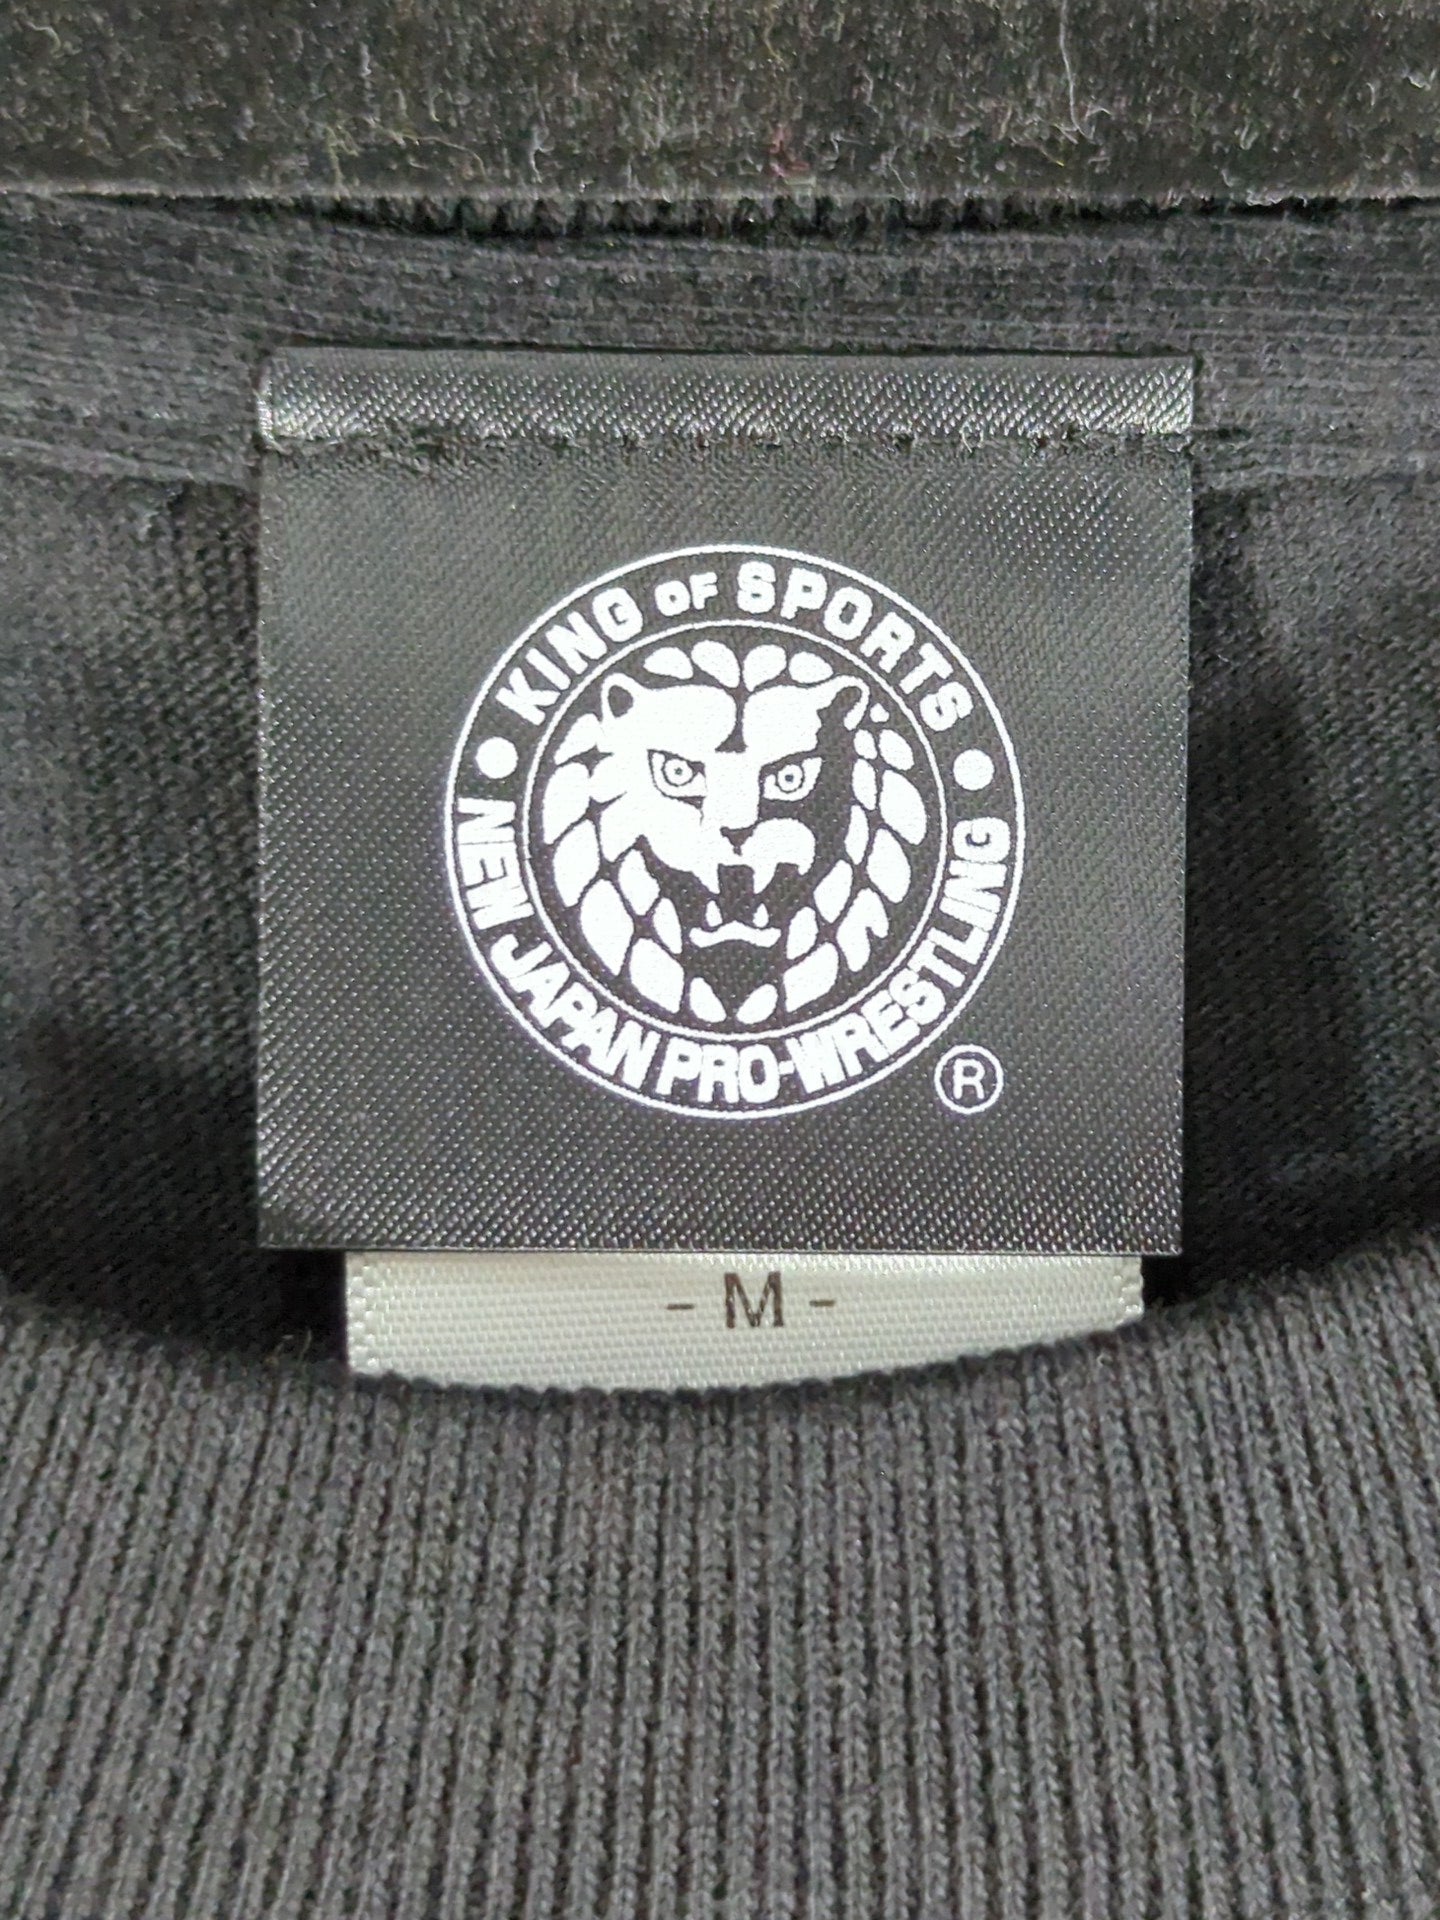 KING OF SPORTS
NEW JAPAN PRO-WRESTLING
®
- M -